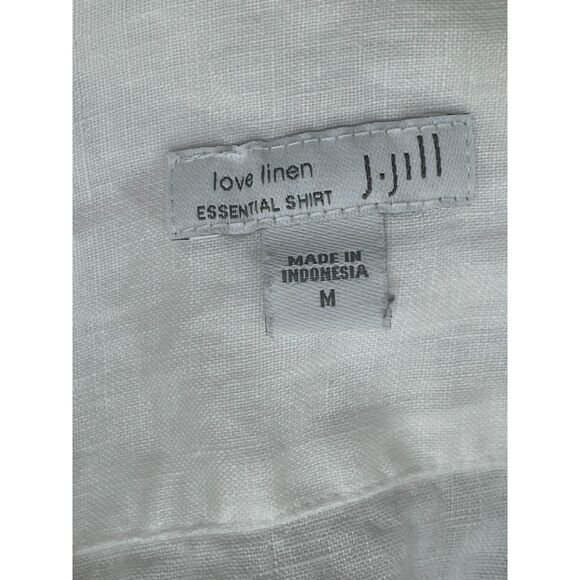 love linen
ESSENTIAL SHIRT
J.Jill
MADE IN
INDONESIA
M